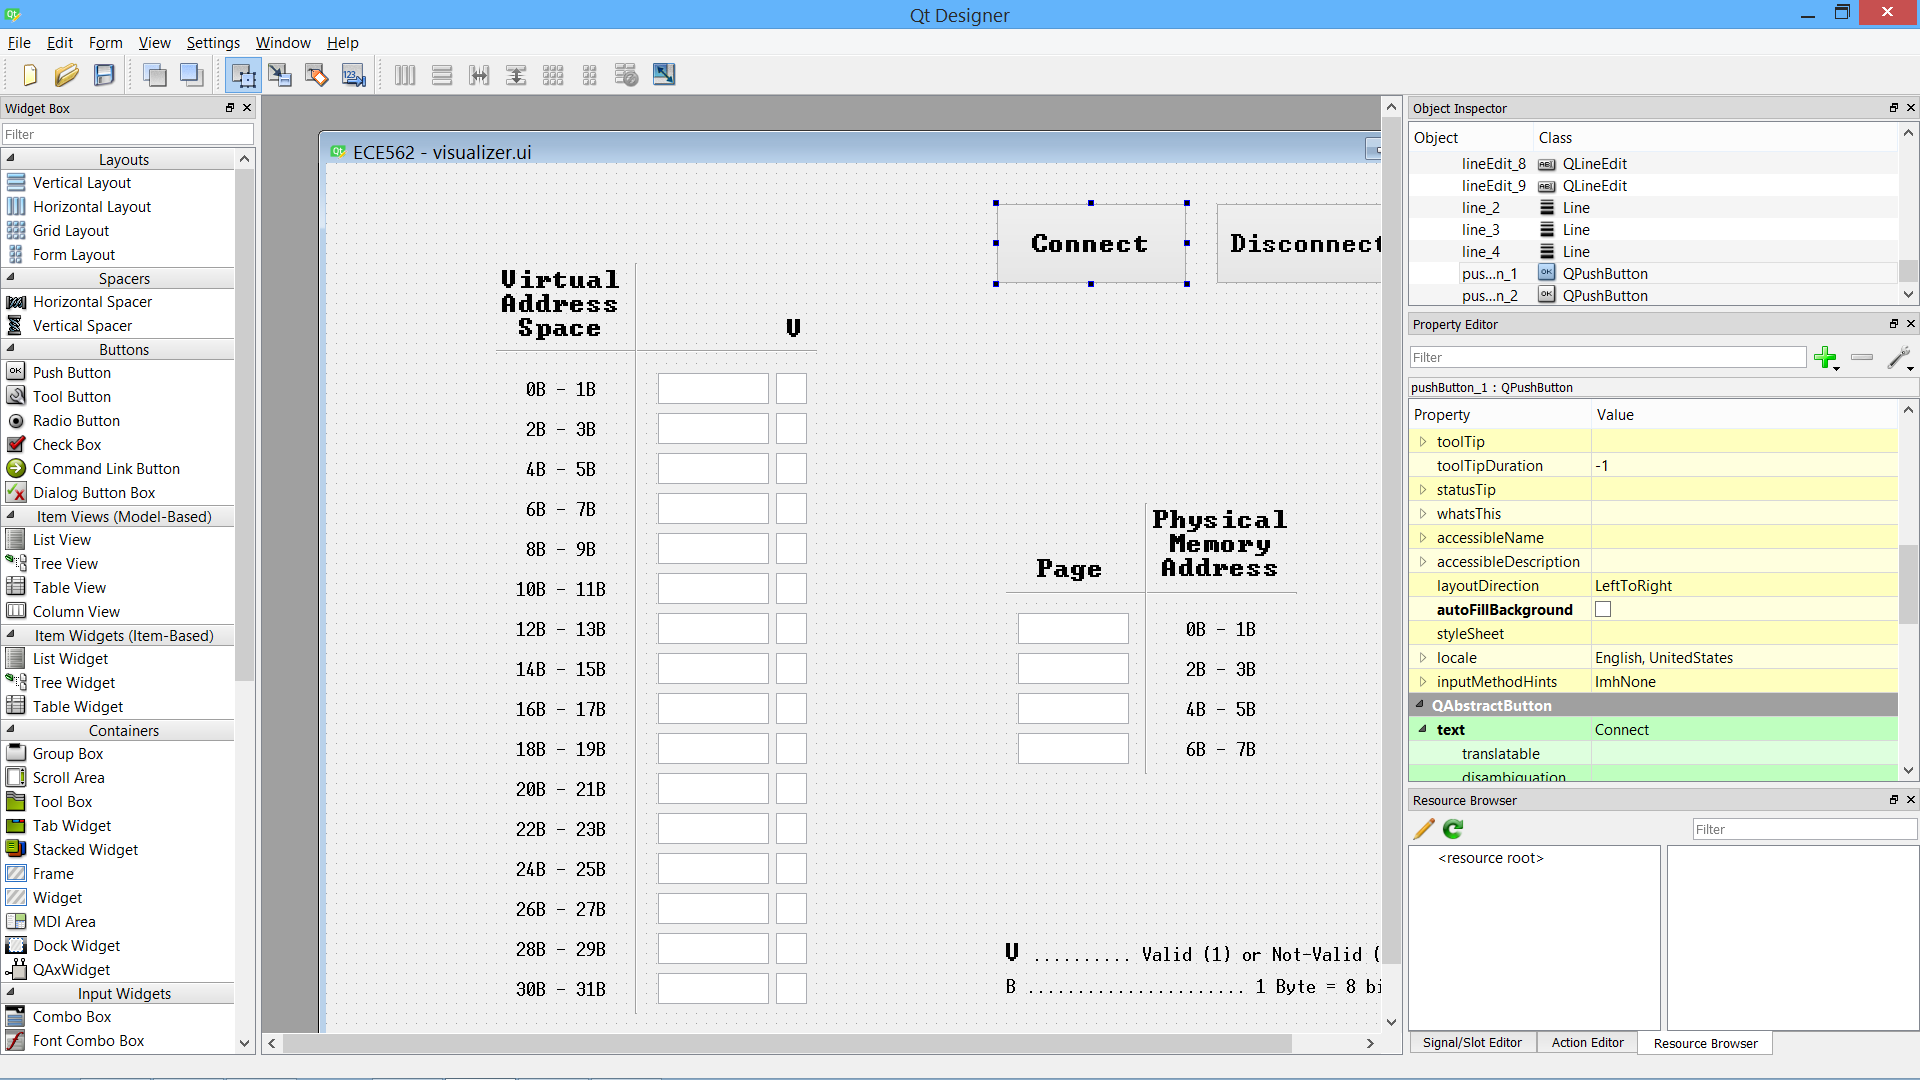 Qt Designer
File Edit Form View Settings Window Help
Widget Box
Filter
Layouts
Vertical Layout
Horizontal Layout
Grid Layout
Form Layout
Spacers
Horizontal Spacer
Vertical Spacer
Buttons
Push Button
Tool Button
Radio Button
Check Box
Command Link Button
Dialog Button Box
Item Views (Model-Based)
List View
Tree View
Table View
Column View
Item Widgets (Item-Based)
List Widget
Tree Widget
Table Widget
Containers
Group Box
Scroll Area
Tool Box
Tab Widget
Stacked Widget
Frame
Widget
MDI Area
Dock Widget
QAxWidget
Input Widgets
Combo Box
Font Combo Box
ECE562 - visualizer.ui
Connect
Disconnect
Virtual
Address
Space
V
0B - 1B
2B - 3B
4B - 5B
6B - 7B
8B - 9B
10B - 11B
12B - 13B
14B - 15B
16B - 17B
18B - 19B
20B - 21B
22B - 23B
24B - 25B
26B - 27B
28B - 29B
30B - 31B
Page
Physical
Memory
Address
0B - 1B
2B - 3B
4B - 5B
6B - 7B
V .......... Valid (1) or Not-Valid (
B ...................... 1 Byte = 8 bi
Object Inspector
Object Class
lineEdit_8 QLineEdit
lineEdit_9 QLineEdit
line_2 Line
line_3 Line
line_4 Line
pus...n_1 QPushButton
pus...n_2 QPushButton
Property Editor
Filter
pushButton_1 : QPushButton
Property Value
toolTip
toolTipDuration -1
statusTip
whatsThis
accessibleName
accessibleDescription
layoutDirection LeftToRight
autoFillBackground
styleSheet
locale English, UnitedStates
inputMethodHints ImhNone
QAbstractButton
text Connect
translatable
disambiguation
Resource Browser
Filter
<resource root>
Signal/Slot Editor Action Editor Resource Browser